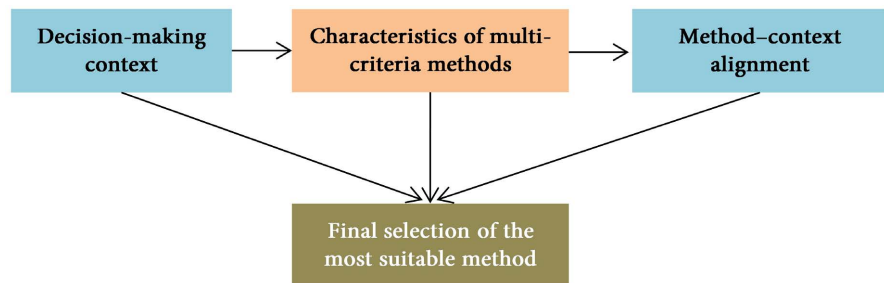 Decision-making
context
Characteristics of multi-
criteria methods
Method–context
alignment
Final selection of the
most suitable method